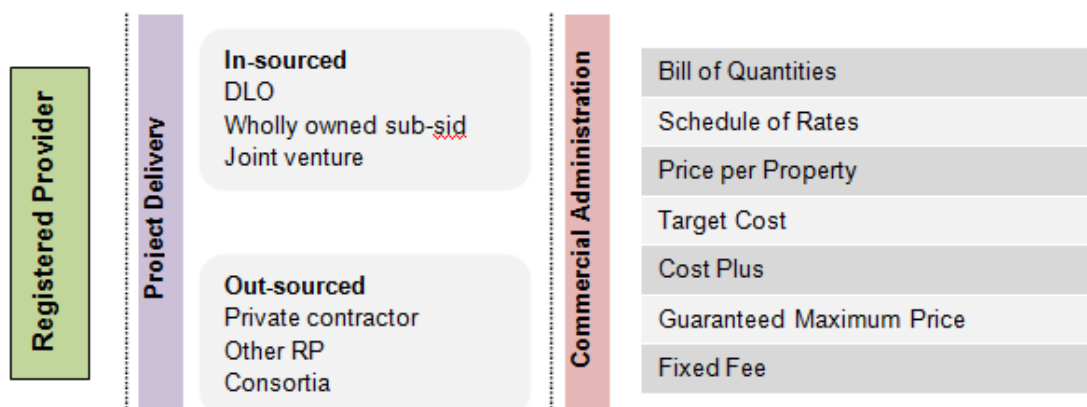 Registered Provider
Project Delivery
In-sourced
DLO
Wholly owned sub-sid
Joint venture
Out-sourced
Private contractor
Other RP
Consortia
Commercial Administration
Bill of Quantities
Schedule of Rates
Price per Property
Target Cost
Cost Plus
Guaranteed Maximum Price
Fixed Fee